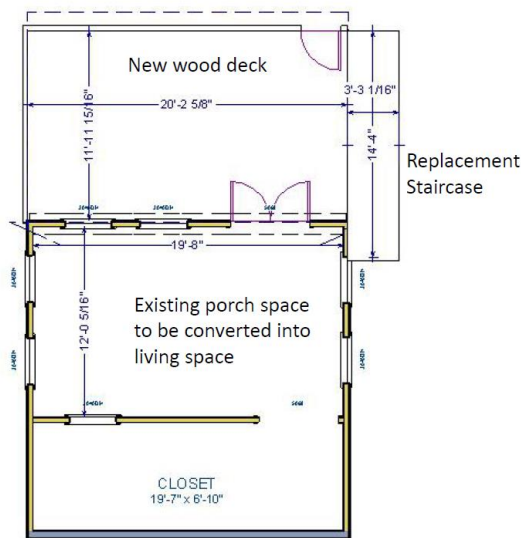 New wood deck
20'-2 5/8"
11'-11 15/16"
3'-3 1/16"
14'-4"
Replacement
Staircase
19'-8"
12'-0 5/16"
Existing porch space
to be converted into
living space
CLOSET
19'-7" x 6'-10"